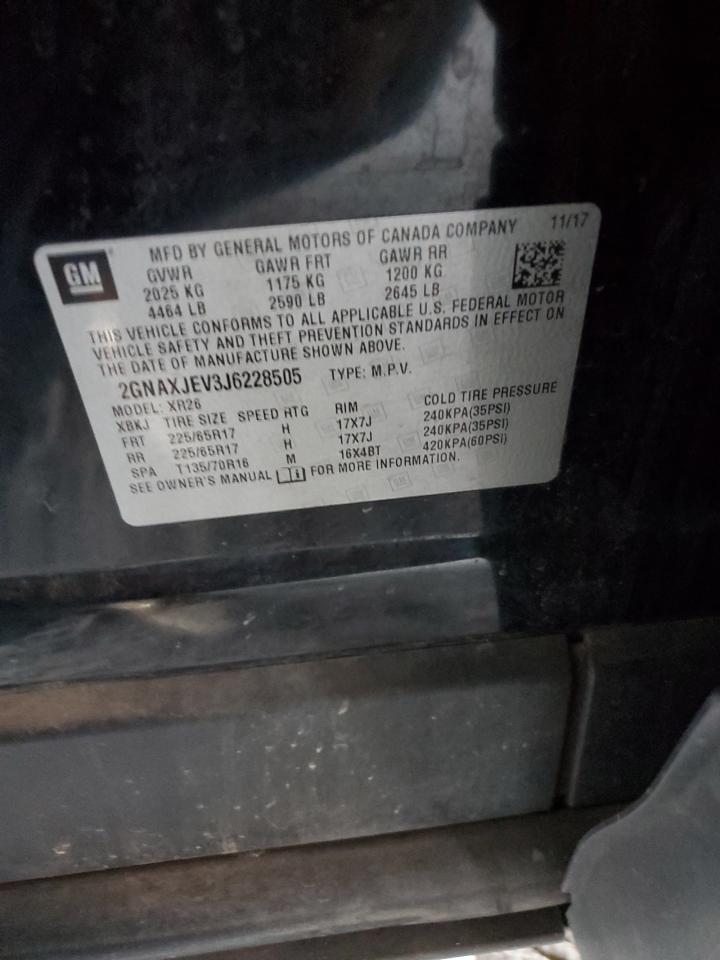 GM
MFD BY GENERAL MOTORS OF CANADA COMPANY 11/17
GVWR GAWR FRT GAWR RR
2025 KG 1175 KG 1200 KG
4464 LB 2590 LB 2645 LB
THIS VEHICLE CONFORMS TO ALL APPLICABLE U.S. FEDERAL MOTOR
VEHICLE SAFETY AND THEFT PREVENTION STANDARDS IN EFFECT ON
THE DATE OF MANUFACTURE SHOWN ABOVE.
2GNAXJEV3J6228505 TYPE: M.P.V.
MODEL: XR26
XBKJ TIRE SIZE SPEED RTG RIM COLD TIRE PRESSURE
FRT 225/65R17 H 17X7J 240KPA(35PSI)
RR 225/65R17 H 17X7J 240KPA(35PSI)
SPA T135/70R16 M 16X4BT 420KPA(60PSI)
SEE OWNER'S MANUAL FOR MORE INFORMATION.